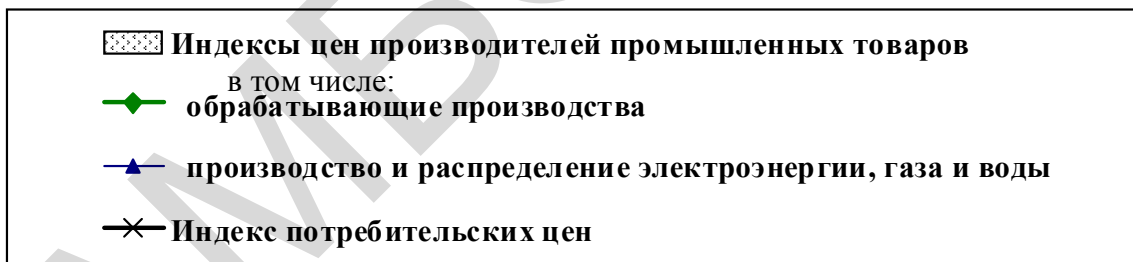 Индексы цен производителей промышленных товаров
в том числе:
обрабатывающие производства
производство и распределение электроэнергии, газа и воды
Индекс потребительских цен